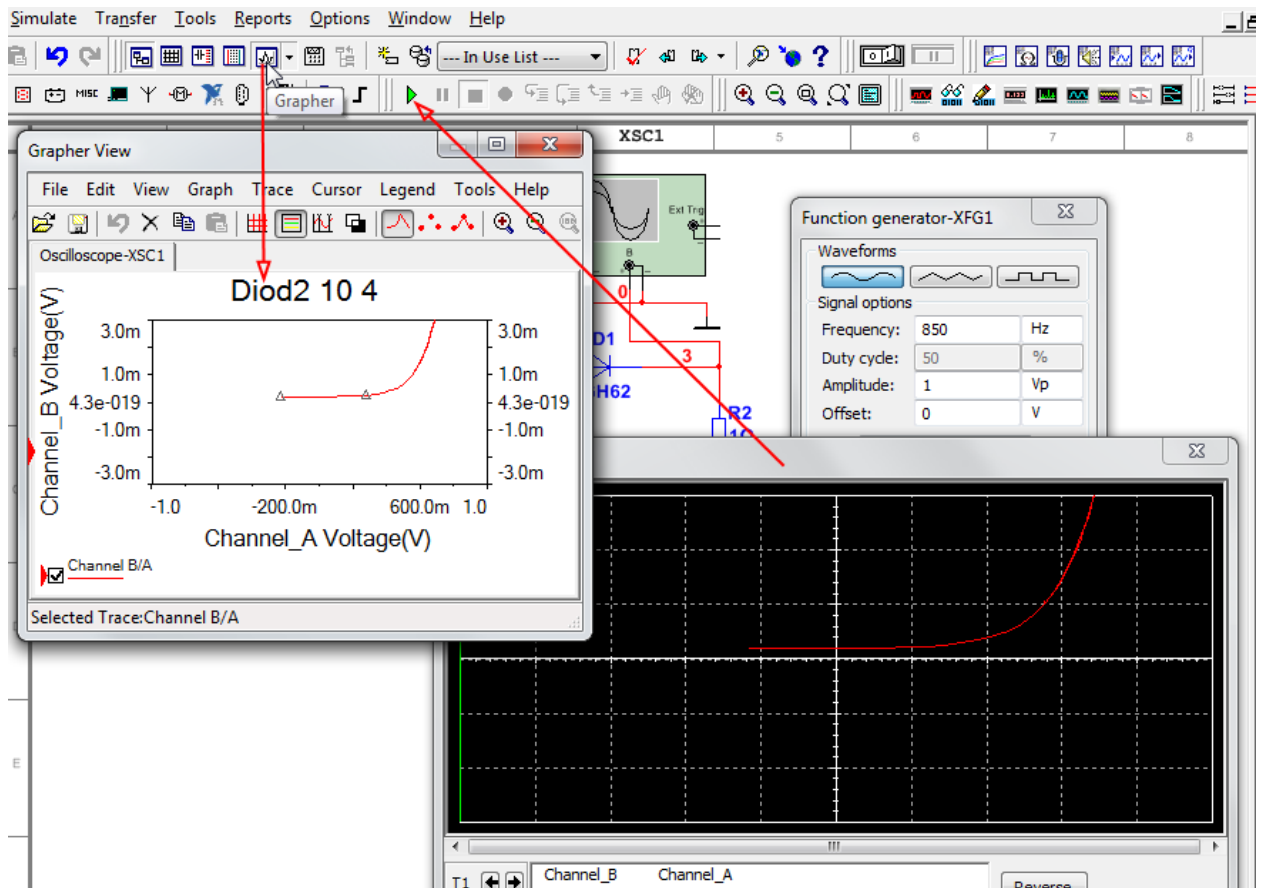 Simulate Transfer Tools Reports Options Window Help
--- In Use List ---
MISC
Grapher
XSC1 5 6 7 8
Grapher View
File Edit View Graph Trace Cursor Legend Tools Help
Oscilloscope-XSC1
Diod2 10 4
Channel_B Voltage(V)
3.0m 3.0m
1.0m 1.0m
4.3e-019 4.3e-019
-1.0m -1.0m
-3.0m -3.0m
-1.0 -200.0m 600.0m 1.0
Channel_A Voltage(V)
Channel B/A
Selected Trace:Channel B/A
Ext Trig
B
0
D1
3
H62
R2
1Ω
Function generator-XFG1
Waveforms
Signal options
Frequency: 850 Hz
Duty cycle: 50 %
Amplitude: 1 Vp
Offset: 0 V
E
T1 Channel_B Channel_A
Reverse